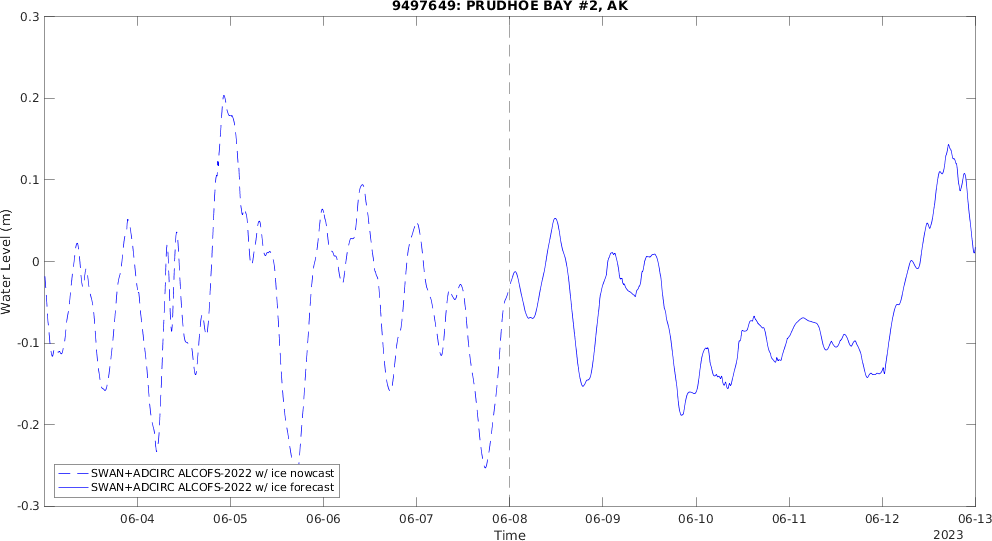 9497649: PRUDHOE BAY #2, AK
0.3
0.2
0.1
0
-0.1
-0.2
-0.3
Water Level (m)
SWAN+ADCIRC ALCOFS-2022 w/ ice nowcast
SWAN+ADCIRC ALCOFS-2022 w/ ice forecast
06-04 06-05 06-06 06-07 06-08 06-09 06-10 06-11 06-12 06-13
Time
2023